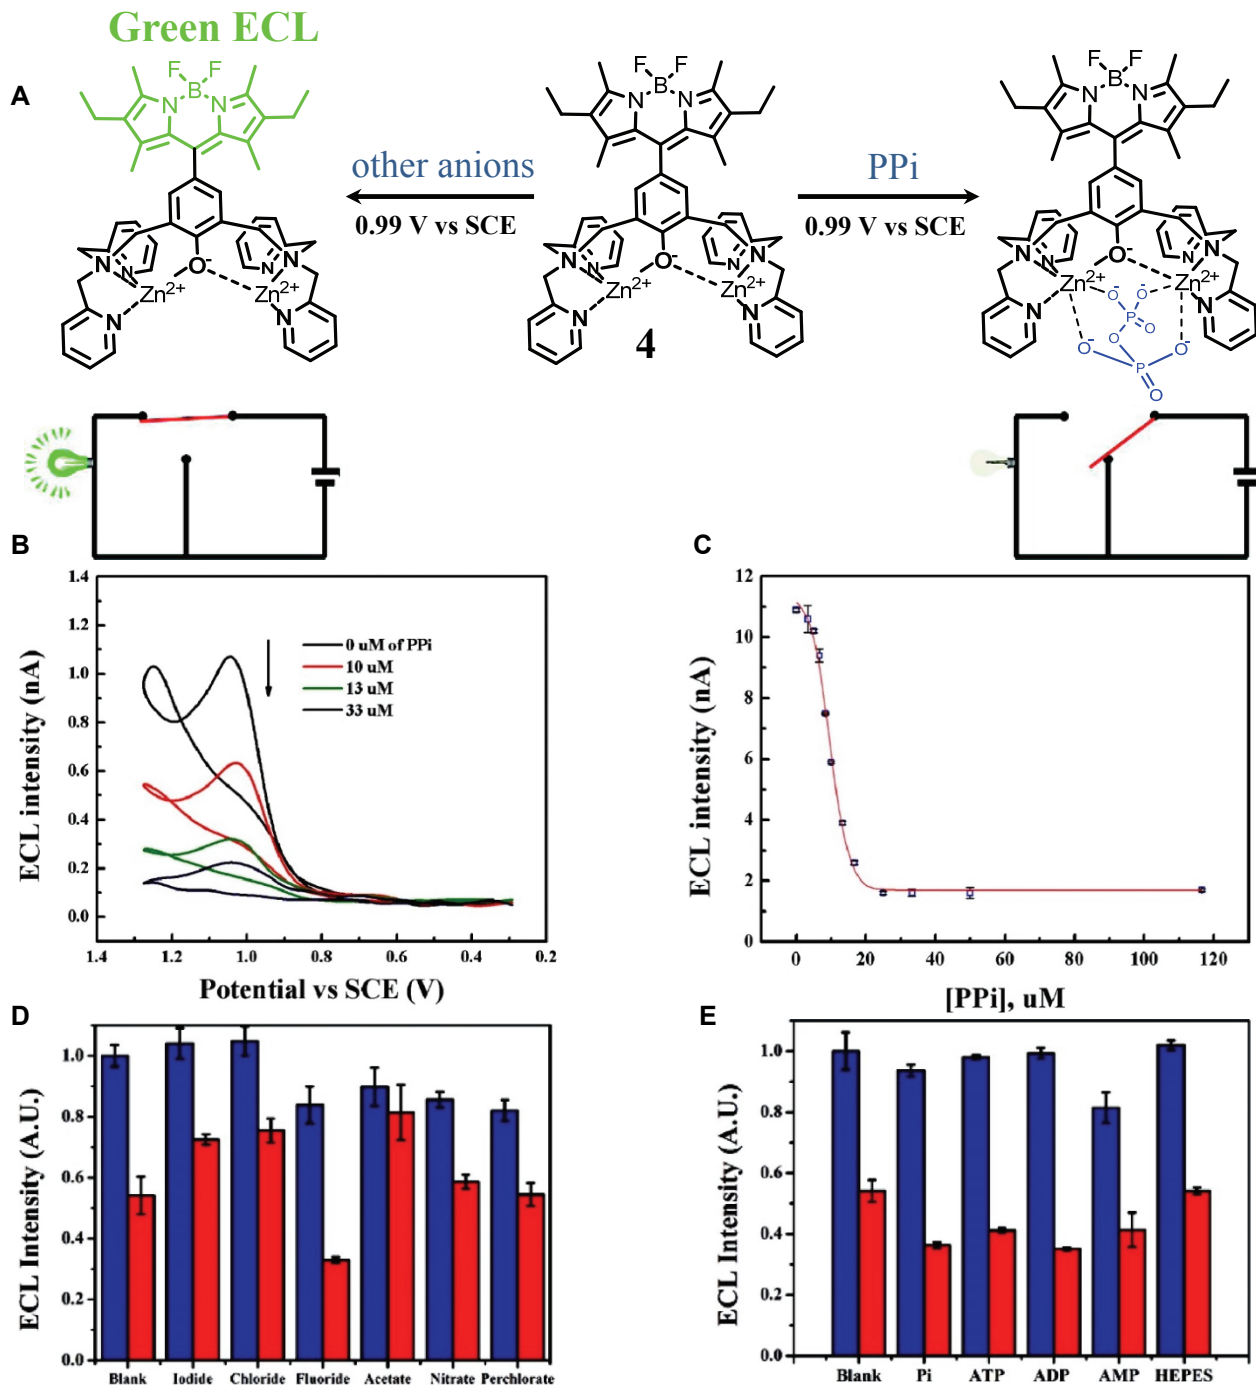 Green ECL
A
F F
B
N N
other anions
0.99 V vs SCE
N N
N N
O-
Zn2+ Zn2+
N N
F F
B
N N
N N
N N
O-
Zn2+ Zn2+
N N
4
PPi
0.99 V vs SCE
F F
B
N N
N N
N N
O-
Zn2+ Zn2+
N N
O- O-
P
O
O
O- O-
P
O
B
1.4
1.2
1.0
0.8
0.6
0.4
0.2
0.0
ECL intensity (nA)
0 uM of PPi
10 uM
13 uM
33 uM
1.4 1.2 1.0 0.8 0.6 0.4 0.2
Potential vs SCE (V)
C
12
10
8
6
4
2
0
ECL intensity (nA)
0 20 40 60 80 100 120
[PPi], uM
D
1.0
0.8
0.6
0.4
0.2
0.0
ECL Intensity (A.U.)
Blank Iodide Chloride Fluoride Acetate Nitrate Perchlorate
E
1.0
0.8
0.6
0.4
0.2
0.0
ECL Intensity (A.U.)
Blank Pi ATP ADP AMP HEPES